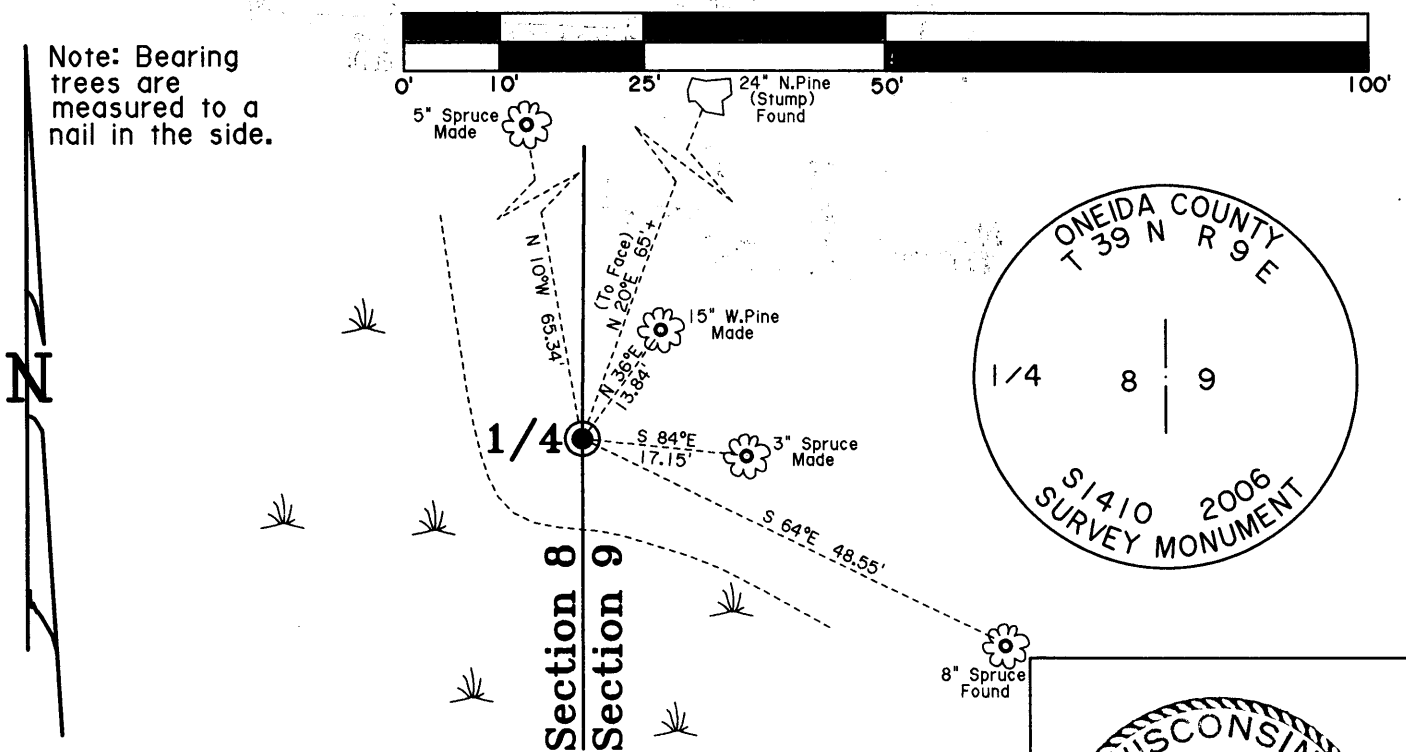 Note: Bearing
trees are
measured to a
nail in the side.
0' 10' 25' 50' 100'
5" Spruce
Made
24" N.Pine
(Stump)
Found
N 10°W 65.34'
(To Face)
N 20°E 65'±
15" W.Pine
Made
N 36°E
13.84'
N
1/4
S 84°E
17.15'
3" Spruce
Made
S 64°E 48.55'
8" Spruce
Found
Section 8
Section 9
ONEIDA COUNTY
T 39 N R 9 E
1/4 8 9
S1410 2006
SURVEY MONUMENT
WISCONSIN